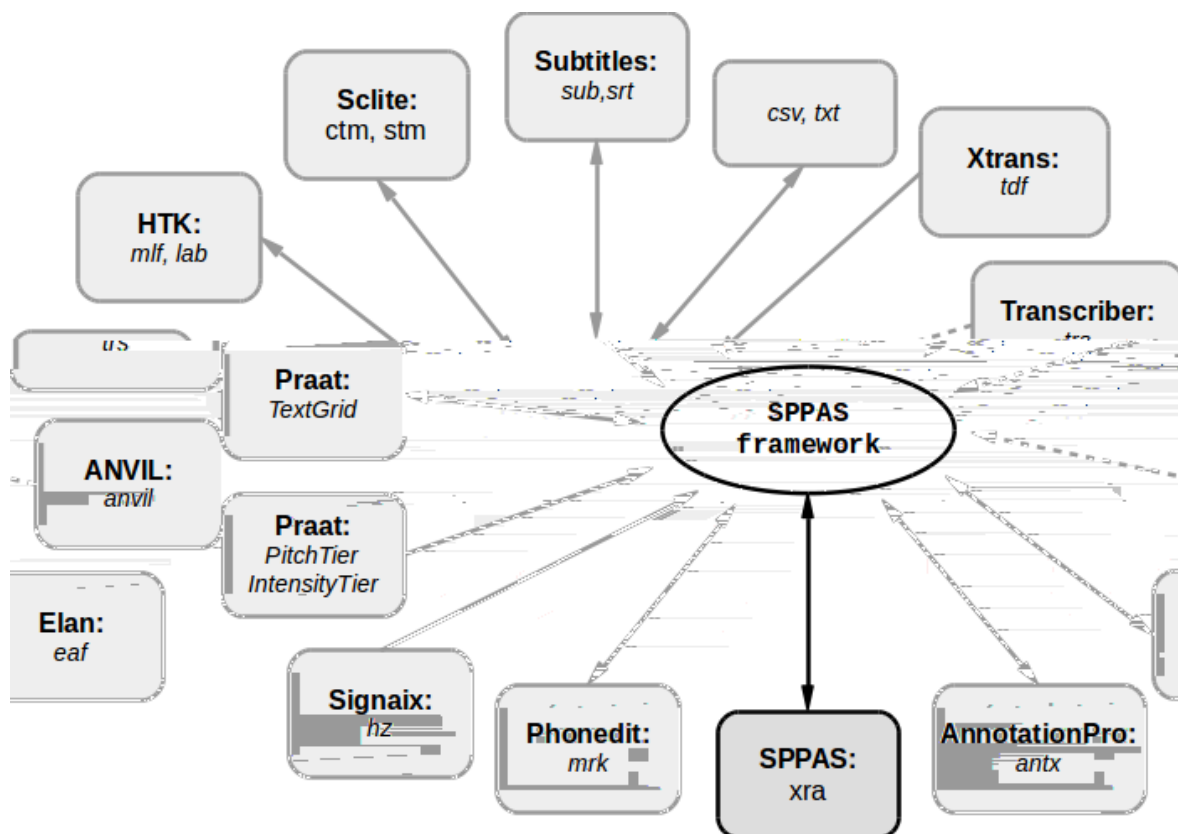 Subtitles:
sub,srt
Sclite:
ctm, stm
csv, txt
Xtrans:
tdf
HTK:
mlf, lab
Transcriber:
Praat:
TextGrid
SPPAS
framework
ANVIL:
anvil
Praat:
PitchTier
IntensityTier
Elan:
eaf
Signaix:
hz
Phonedit:
mrk
SPPAS:
xra
AnnotationPro:
antx